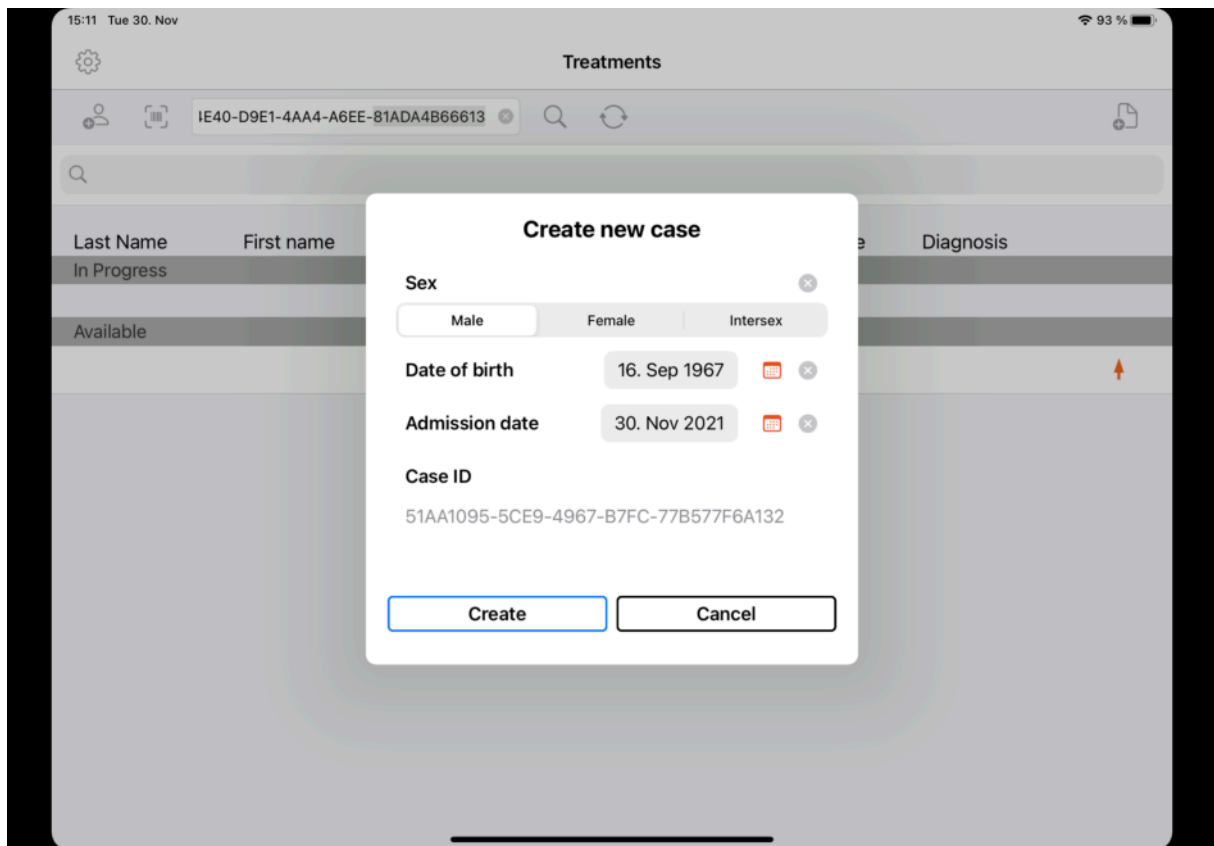 15:11 Tue 30. Nov 93 %
Treatments
E40-D9E1-4AA4-A6EE-81ADA4B66613
Last Name First name Diagnosis
In Progress
Available
Create new case
Sex
Male Female Intersex
Date of birth 16. Sep 1967
Admission date 30. Nov 2021
Case ID
51AA1095-5CE9-4967-B7FC-77B577F6A132
Create Cancel